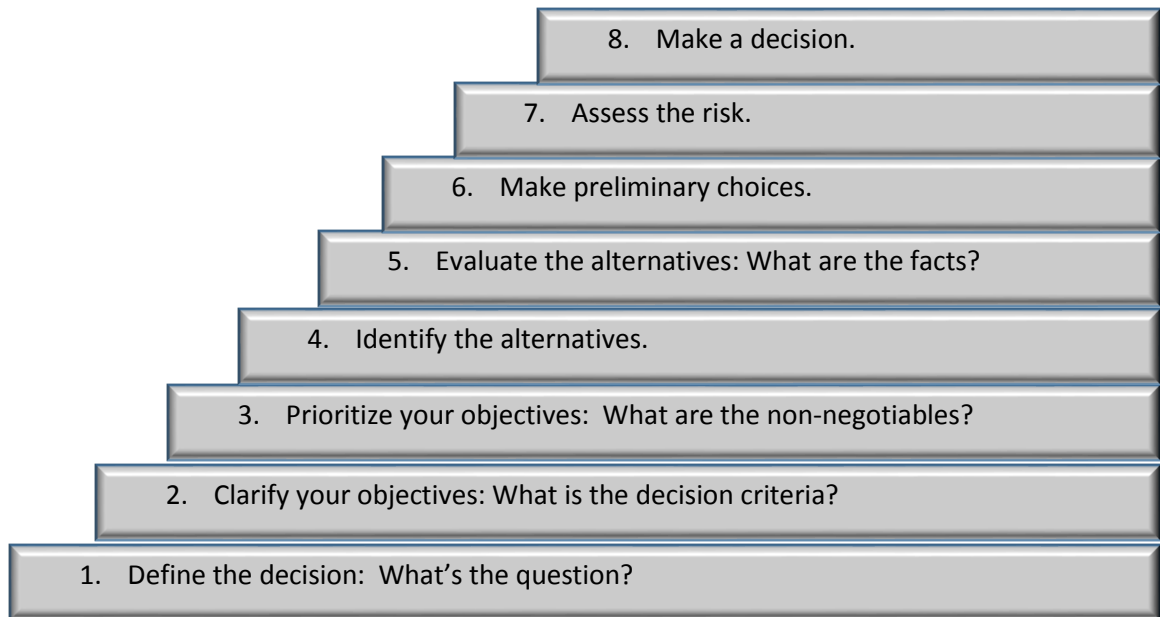 8. Make a decision.
7. Assess the risk.
6. Make preliminary choices.
5. Evaluate the alternatives: What are the facts?
4. Identify the alternatives.
3. Prioritize your objectives:  What are the non-negotiables?
2. Clarify your objectives: What is the decision criteria?
1. Define the decision:  What’s the question?